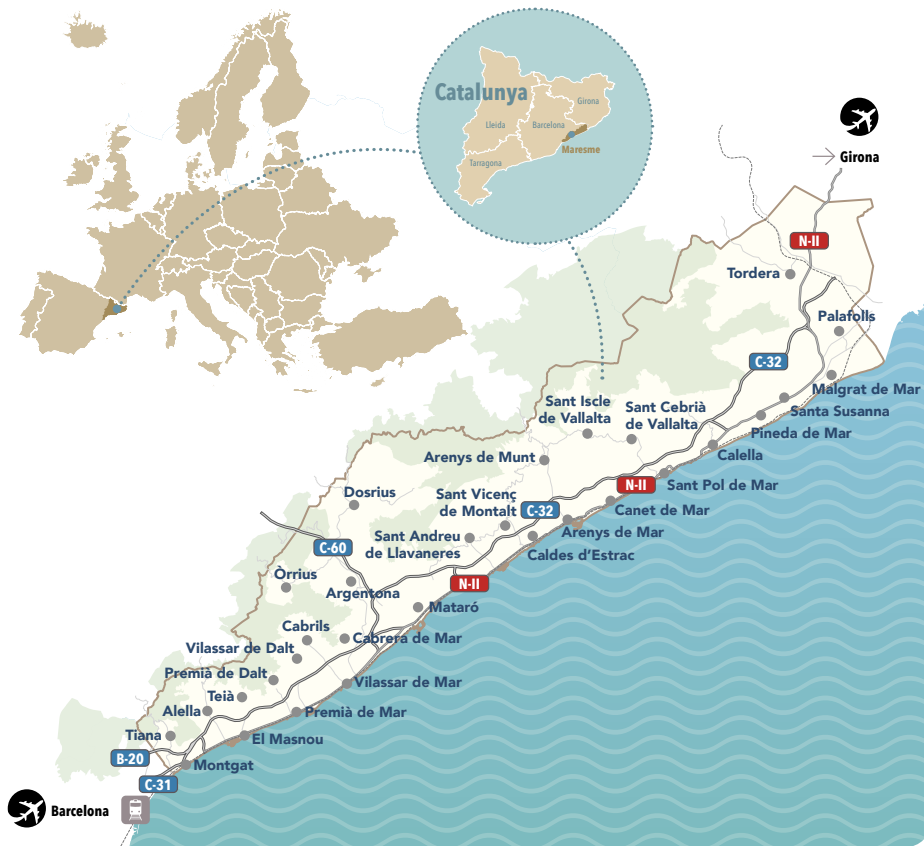 Catalunya
Girona
Lleida
Barcelona
Maresme
Tarragona
Girona
N-II
Tordera
Palafolls
C-32
Malgrat de Mar
Santa Susanna
Pineda de Mar
Calella
Sant Iscle
de Vallalta
Sant Cebrià
de Vallalta
Arenys de Munt
Sant Pol de Mar
N-II
Dosrius
Sant Vicenç
de Montalt
C-32
Canet de Mar
Arenys de Mar
Sant Andreu
de Llavaneres
Caldes d'Estrac
C-60
Òrrius
Argentona
N-II
Mataró
Cabrils
Cabrera de Mar
Vilassar de Dalt
Premià de Dalt
Vilassar de Mar
Teià
Alella
Premià de Mar
Tiana
El Masnou
B-20
Montgat
C-31
Barcelona